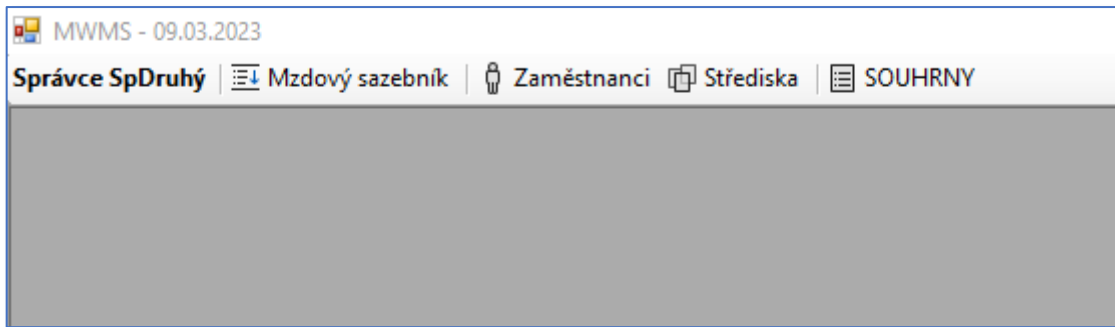 MWMS - 09.03.2023
Správce SpDruhý Mzdový sazebník Zaměstnanci Střediska SOUHRNY